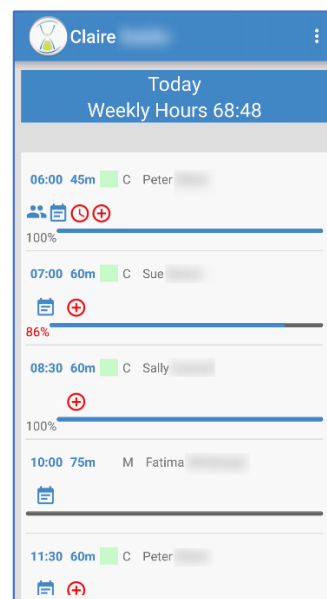 Claire
Today
Weekly Hours 68:48
06:00 45m C Peter
100%
07:00 60m C Sue
86%
08:30 60m C Sally
100%
10:00 75m M Fatima
11:30 60m C Peter